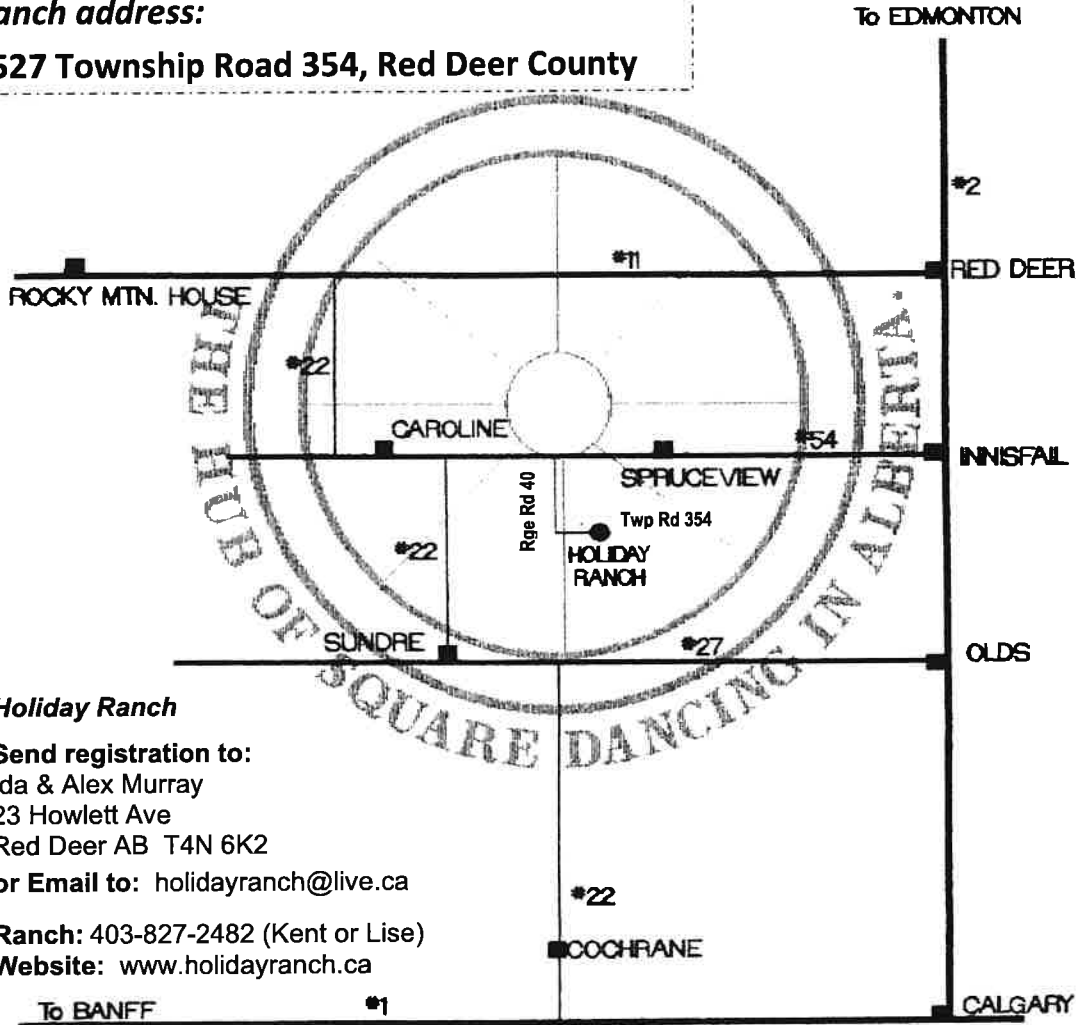 anch address:
527 Township Road 354, Red Deer County
To EDMONTON
#2
#11
RED DEER
ROCKY MTN. HOUSE
#22
CAROLINE
#54
SPRUCEVIEW
INNISFAIL
Rge Rd 40
Twp Rd 354
HOLIDAY
RANCH
#22
SUNDRE
#27
OLDS
THE HUB OF SQUARE DANCING IN ALBERTA.
Holiday Ranch
Send registration to:
da & Alex Murray
23 Howlett Ave
Red Deer AB T4N 6K2
or Email to: holidayranch@live.ca
Ranch: 403-827-2482 (Kent or Lise)
Website: www.holidayranch.ca
#22
COCHRANE
To BANFF
#1
CALGARY